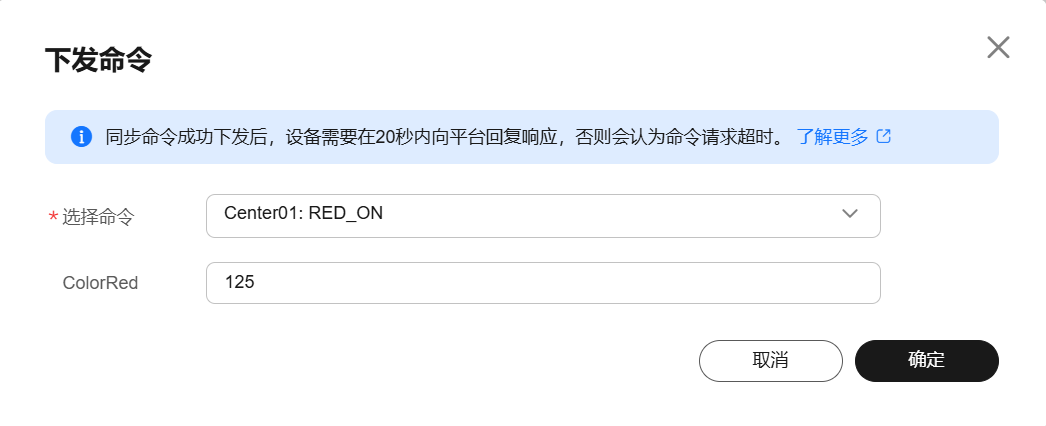 下发命令
同步命令成功下发后，设备需要在20秒内向平台回复响应，否则会认为命令请求超时。 了解更多
* 选择命令 Center01: RED_ON
ColorRed 125
取消 确定